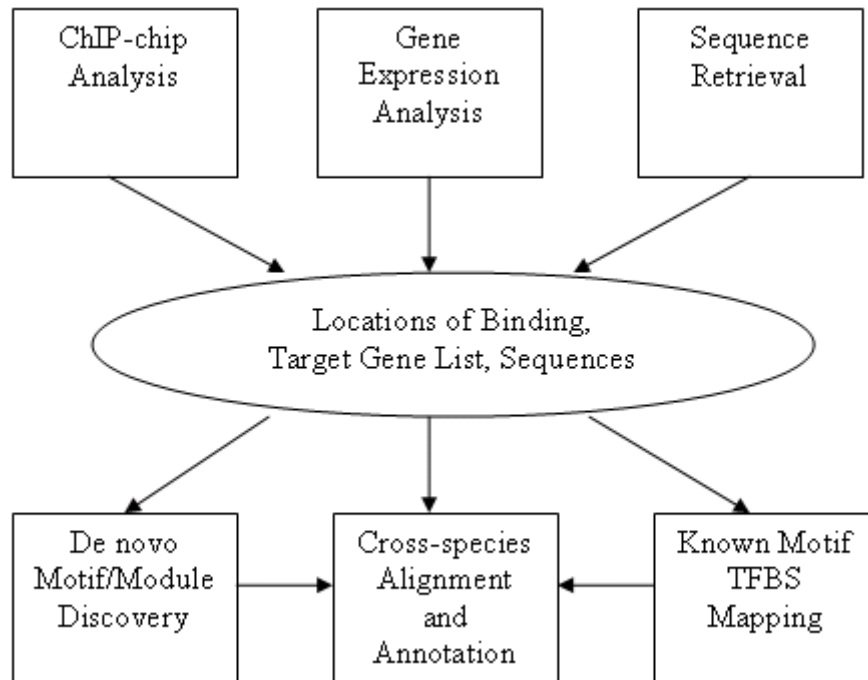 ChIP-chip
Analysis
Gene
Expression
Analysis
Sequence
Retrieval
Locations of Binding,
Target Gene List, Sequences
De novo
Motif/Module
Discovery
Cross-species
Alignment
and
Annotation
Known Motif
TFBS
Mapping